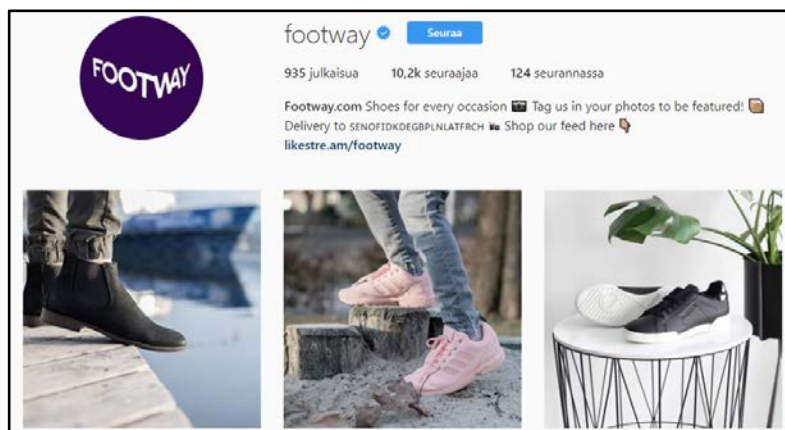 FOOTWAY
footway Seuraa
935 julkaisua 10,2k seuraajaa 124 seurannassa
Footway.com Shoes for every occasion Tag us in your photos to be featured!
Delivery to SENOFIDKDEGBPLNLATFRCH Shop our feed here
likestre.am/footway